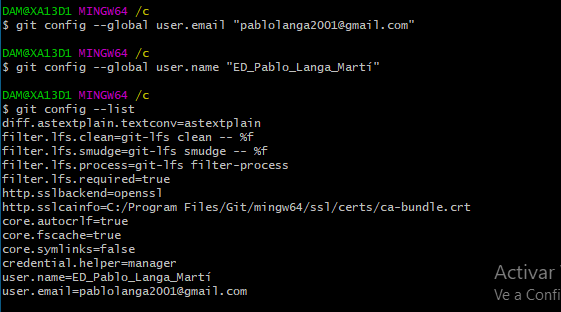 DAM@XA13D1 MINGW64 /c
$ git config --global user.email "pablolanga2001@gmail.com"
DAM@XA13D1 MINGW64 /c
$ git config --global user.name "ED_Pablo_Langa_Martí"
DAM@XA13D1 MINGW64 /c
$ git config --list
diff.astextplain.textconv=astextplain
filter.lfs.clean=git-lfs clean -- %f
filter.lfs.smudge=git-lfs smudge -- %f
filter.lfs.process=git-lfs filter-process
filter.lfs.required=true
http.sslbackend=openssl
http.sslcainfo=C:/Program Files/Git/mingw64/ssl/certs/ca-bundle.crt
core.autocrlf=true
core.fscache=true
core.symlinks=false
credential.helper=manager
user.name=ED_Pablo_Langa_Martí
user.email=pablolanga2001@gmail.com
Activar
Ve a Confi